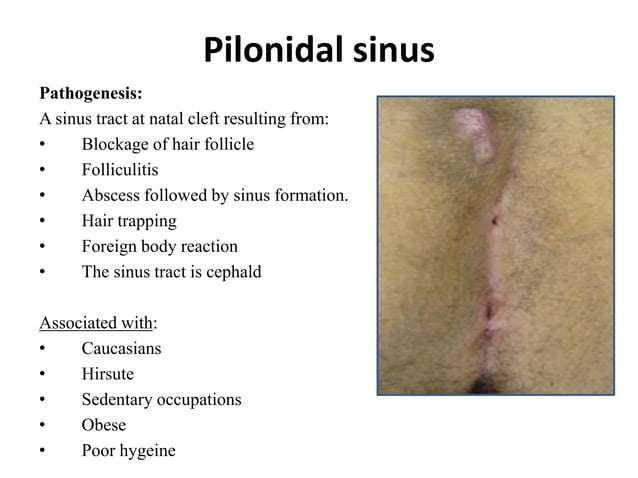 Pilonidal sinus
Pathogenesis:
A sinus tract at natal cleft resulting from:
• Blockage of hair follicle
• Folliculitis
• Abscess followed by sinus formation.
• Hair trapping
• Foreign body reaction
• The sinus tract is cephald
Associated with:
• Caucasians
• Hirsute
• Sedentary occupations
• Obese
• Poor hygeine